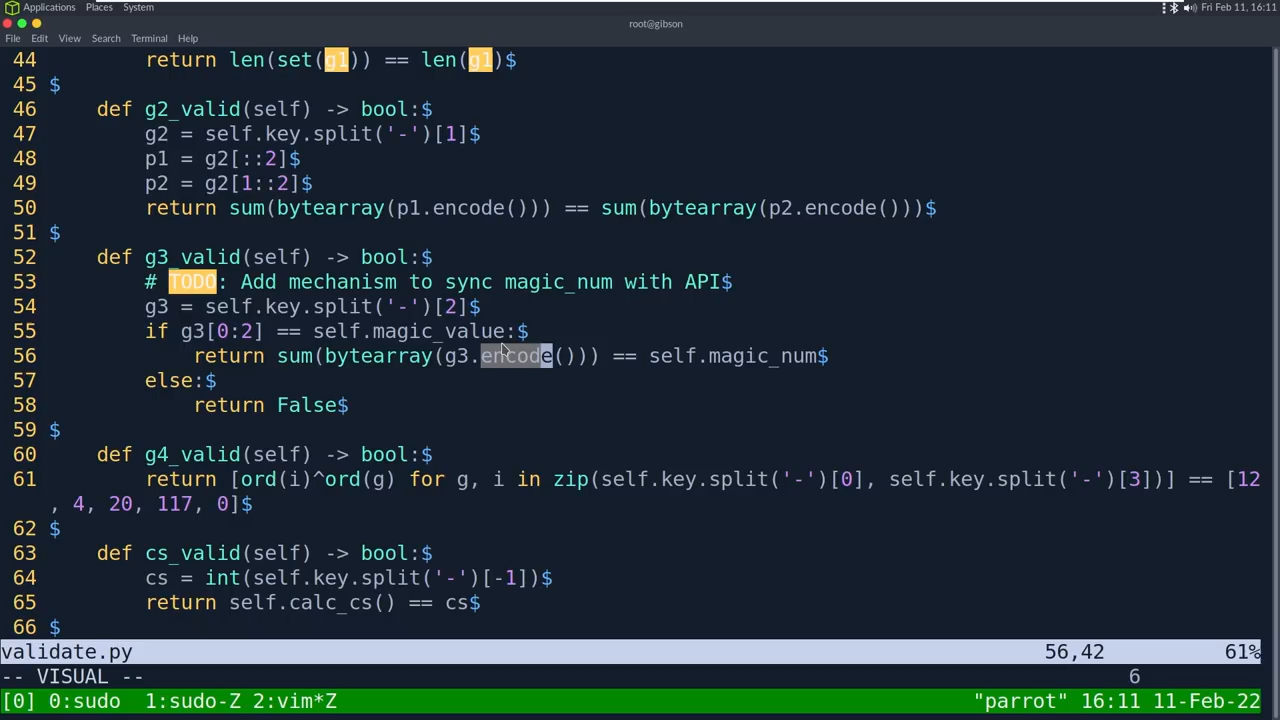 Applications Places System Fri Feb 11, 16:11
root@gibson
File Edit View Search Terminal Help
44 return len(set(g1)) == len(g1)$
45 $
46 def g2_valid(self) -> bool:$
47 g2 = self.key.split('-')[1]$
48 p1 = g2[::2]$
49 p2 = g2[1::2]$
50 return sum(bytearray(p1.encode())) == sum(bytearray(p2.encode()))$
51 $
52 def g3_valid(self) -> bool:$
53 # TODO: Add mechanism to sync magic_num with API$
54 g3 = self.key.split('-')[2]$
55 if g3[0:2] == self.magic_value:$
56 return sum(bytearray(g3.encode())) == self.magic_num$
57 else:$
58 return False$
59 $
60 def g4_valid(self) -> bool:$
61 return [ord(i)^ord(g) for g, i in zip(self.key.split('-')[0], self.key.split('-')[3])] == [12
, 4, 20, 117, 0]$
62 $
63 def cs_valid(self) -> bool:$
64 cs = int(self.key.split('-')[-1])$
65 return self.calc_cs() == cs$
66 $
validate.py 56,42 61%
-- VISUAL -- 6
[0] 0:sudo 1:sudo-Z 2:vim*Z "parrot" 16:11 11-Feb-22